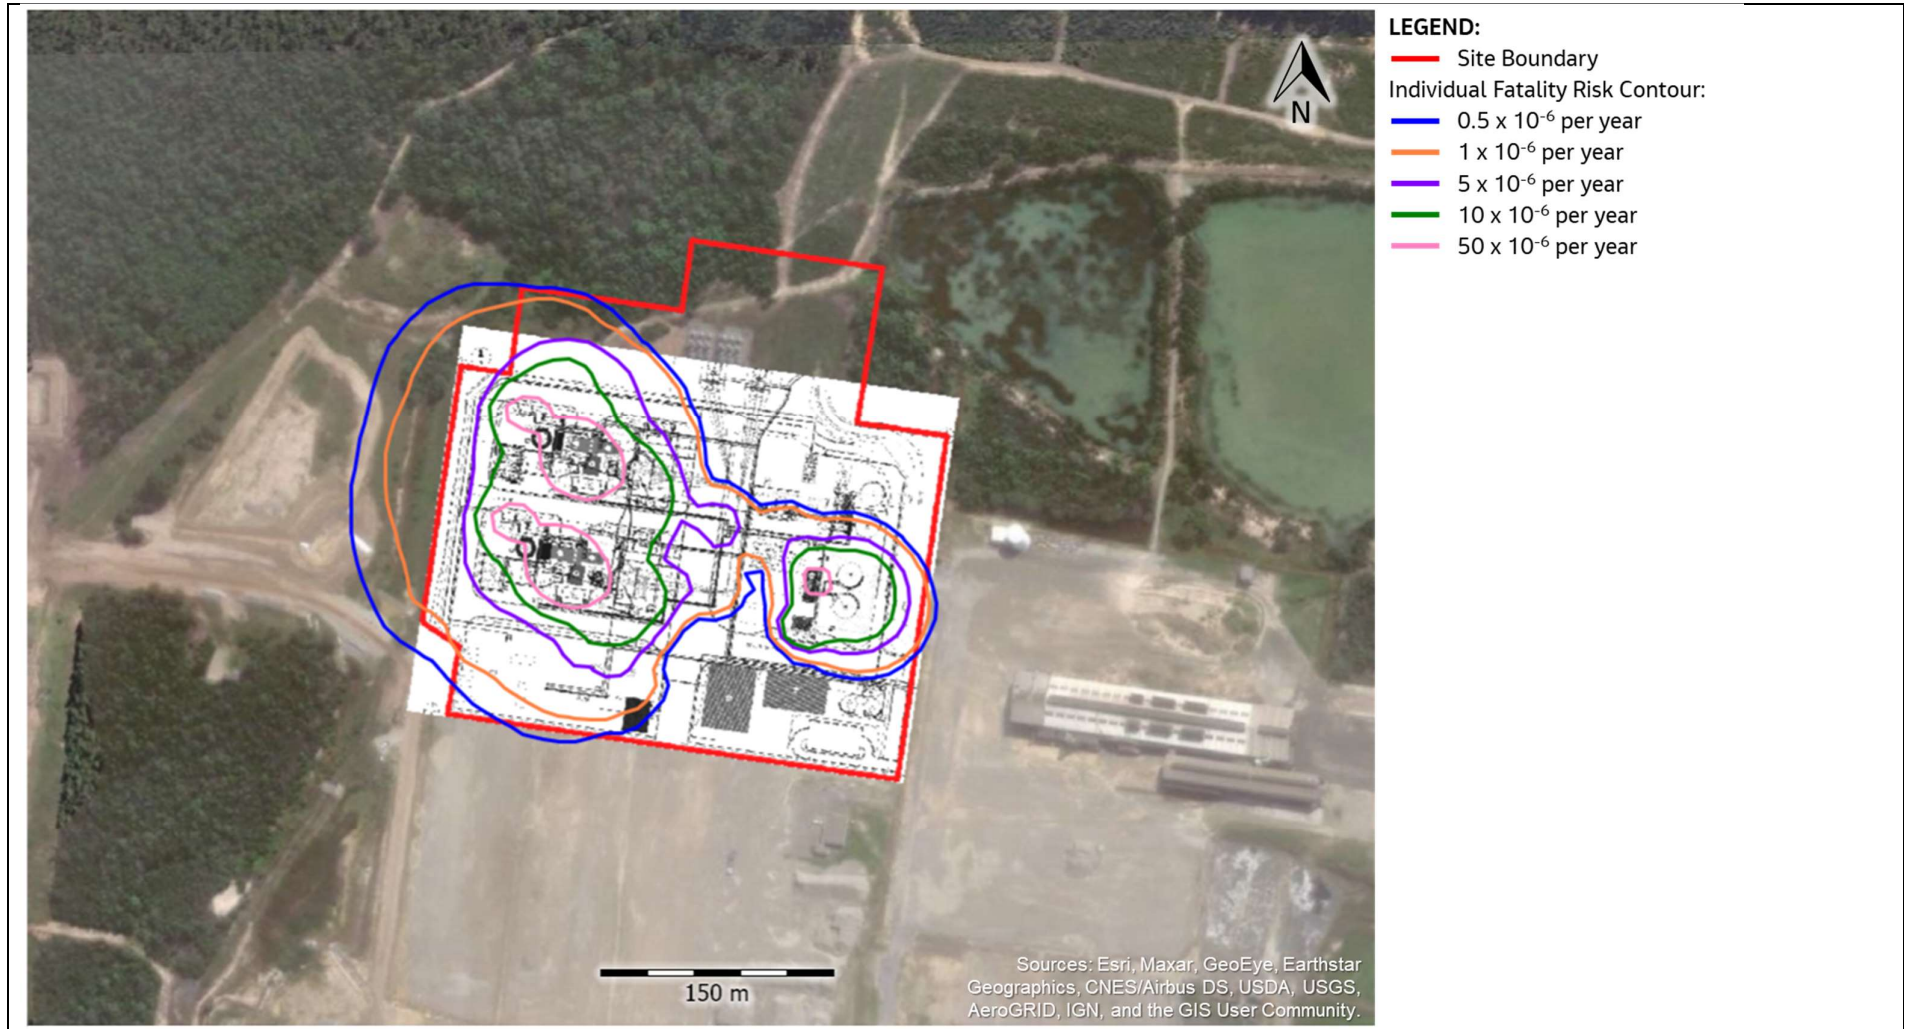 LEGEND:
Site Boundary
Individual Fatality Risk Contour:
0.5 x 10⁻⁶ per year
1 x 10⁻⁶ per year
5 x 10⁻⁶ per year
10 x 10⁻⁶ per year
50 x 10⁻⁶ per year
N
150 m
Sources: Esri, Maxar, GeoEye, Earthstar
Geographics, CNES/Airbus DS, USDA, USGS,
AeroGRID, IGN, and the GIS User Community.